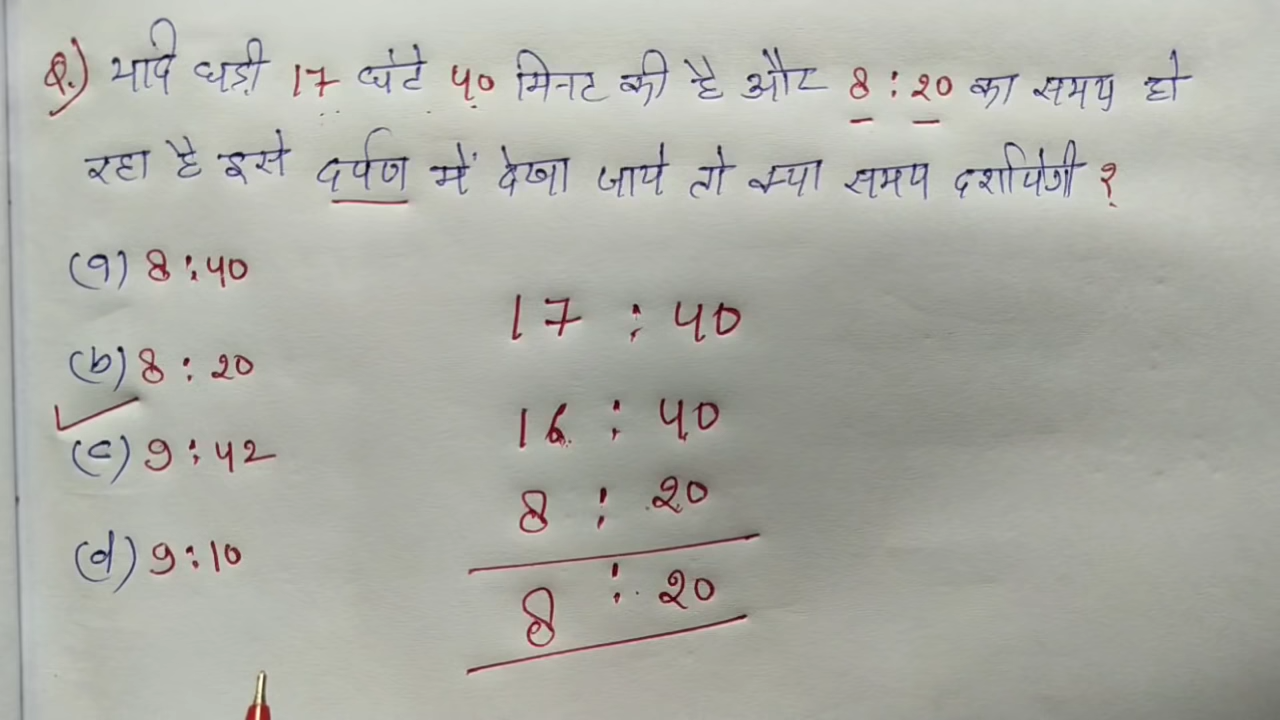 Q.) यदि घड़ी 17 घंटे 40 मिनट की है और 8:20 का समय हो
रहा है इसे दर्पण में देखा जाये तो क्या समय दर्शायेगी ?
(a) 8:40
(b) 8:20
(c) 9:42
(d) 9:10
17 : 40
16 : 40
8 : 20
8 : 20